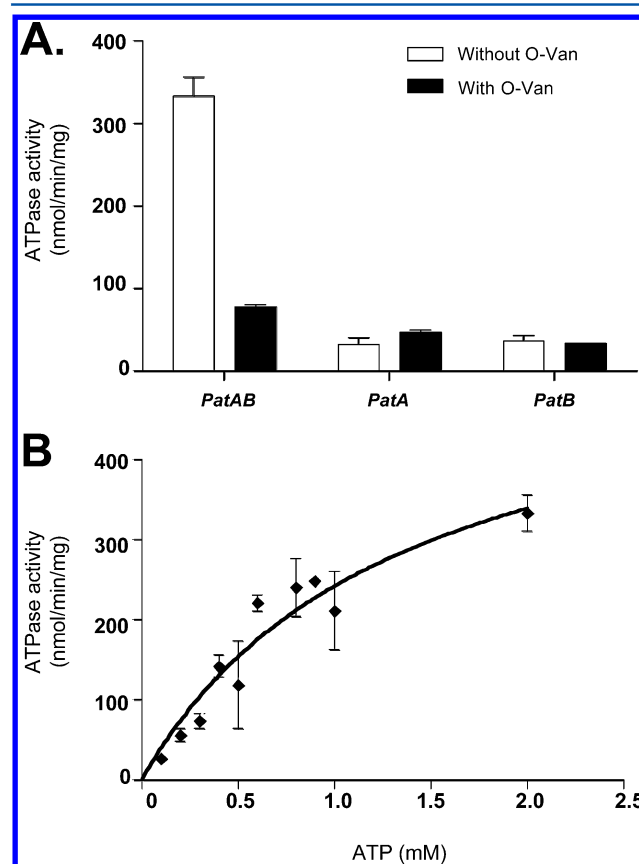 A.
400
300
200
100
0
ATPase activity
(nmol/min/mg)
Without O-Van
With O-Van
PatAB
PatA
PatB
B
400
300
200
100
0
ATPase activity
(nmol/min/mg)
0 0.5 1.0 1.5 2.0 2.5
ATP (mM)